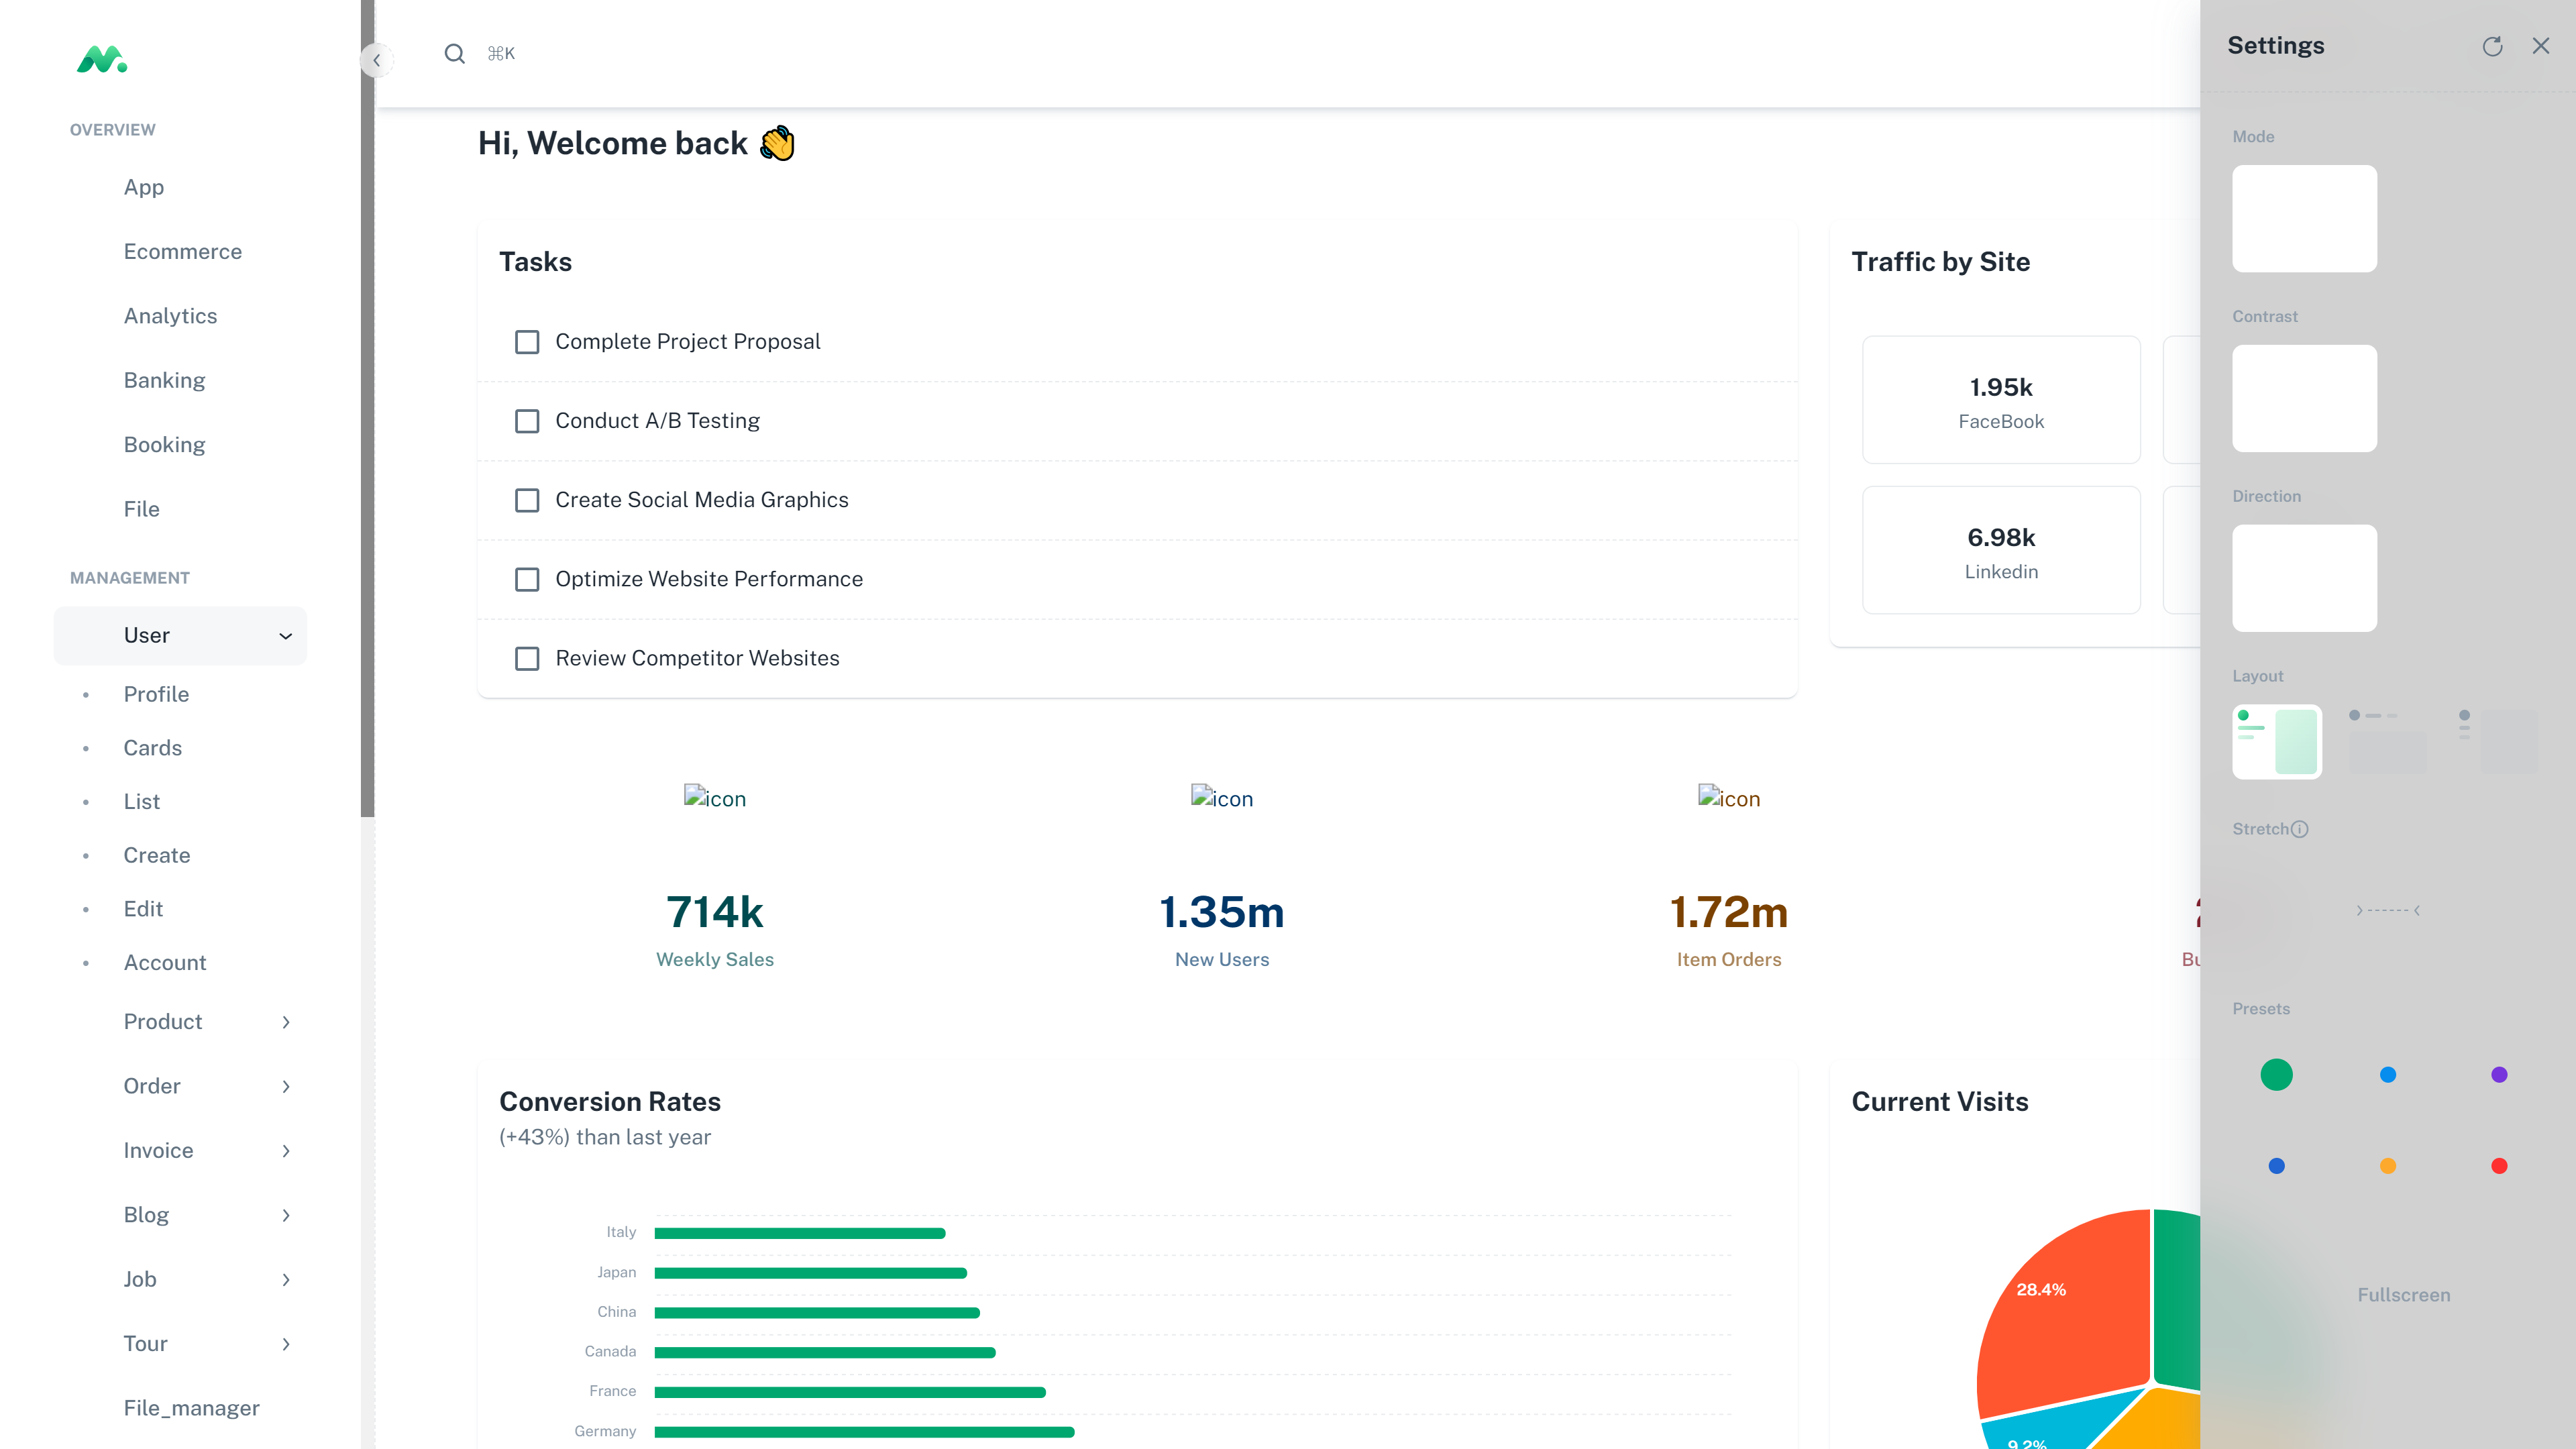 OVERVIEW
App
Ecommerce
Analytics
Banking
Booking
File
MANAGEMENT
User
Profile
Cards
List
Create
Edit
Account
Product
Order
Invoice
Blog
Job
Tour
File_manager
⌘K
Hi, Welcome back 👋
Tasks
Complete Project Proposal
Conduct A/B Testing
Create Social Media Graphics
Optimize Website Performance
Review Competitor Websites
Traffic by Site
1.95k
FaceBook
6.98k
Linkedin
icon
icon
icon
714k
1.35m
1.72m
Weekly Sales
New Users
Item Orders
Conversion Rates
(+43%) than last year
Italy
Japan
China
Canada
France
Germany
Current Visits
28.4%
9.2%
Settings
Mode
Contrast
Direction
Layout
Stretch
Presets
Fullscreen